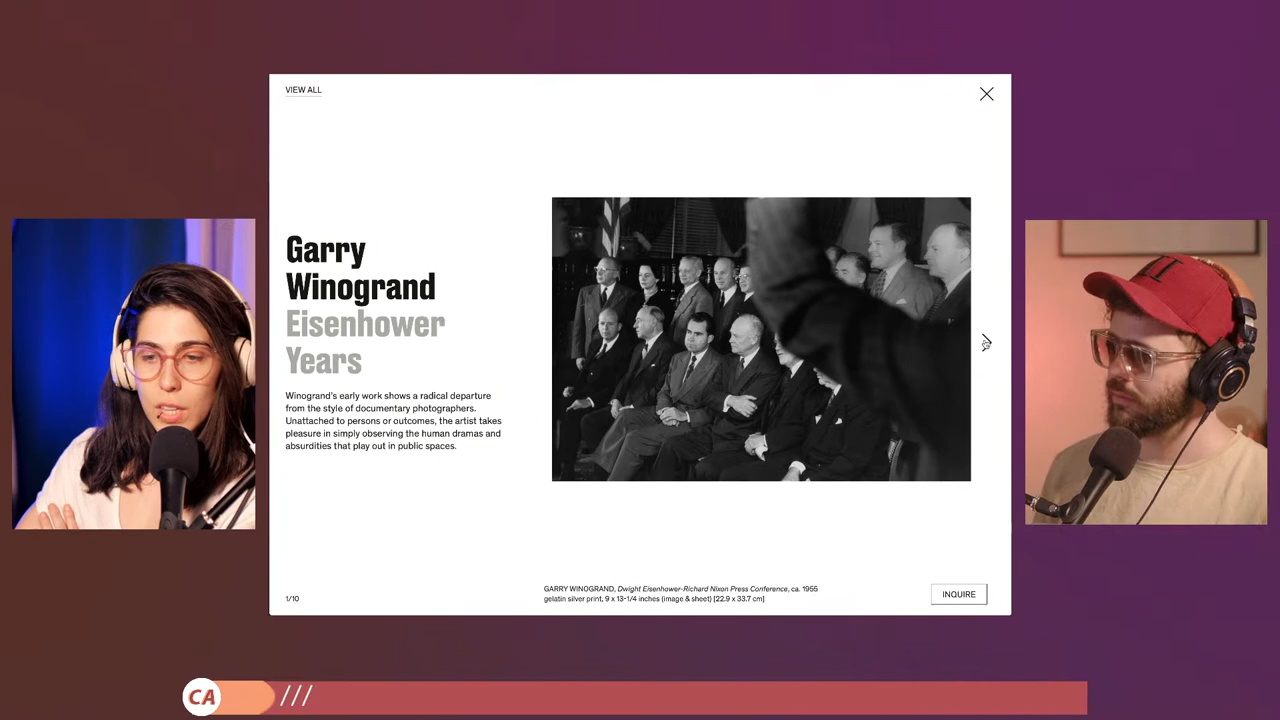 VIEW ALL
Garry
Winogrand
Eisenhower
Years
Winogrand's early work shows a radical departure
from the style of documentary photographers.
Unattached to persons or outcomes, the artist takes
pleasure in simply observing the human dramas and
absurdities that play out in public spaces.
GARRY WINOGRAND, Dwight Eisenhower-Richard Nixon Press Conference, ca. 1955
gelatin silver print, 9 x 13-1/4 inches (image & sheet) [22.9 x 33.7 cm]
1/10
INQUIRE
CA
///